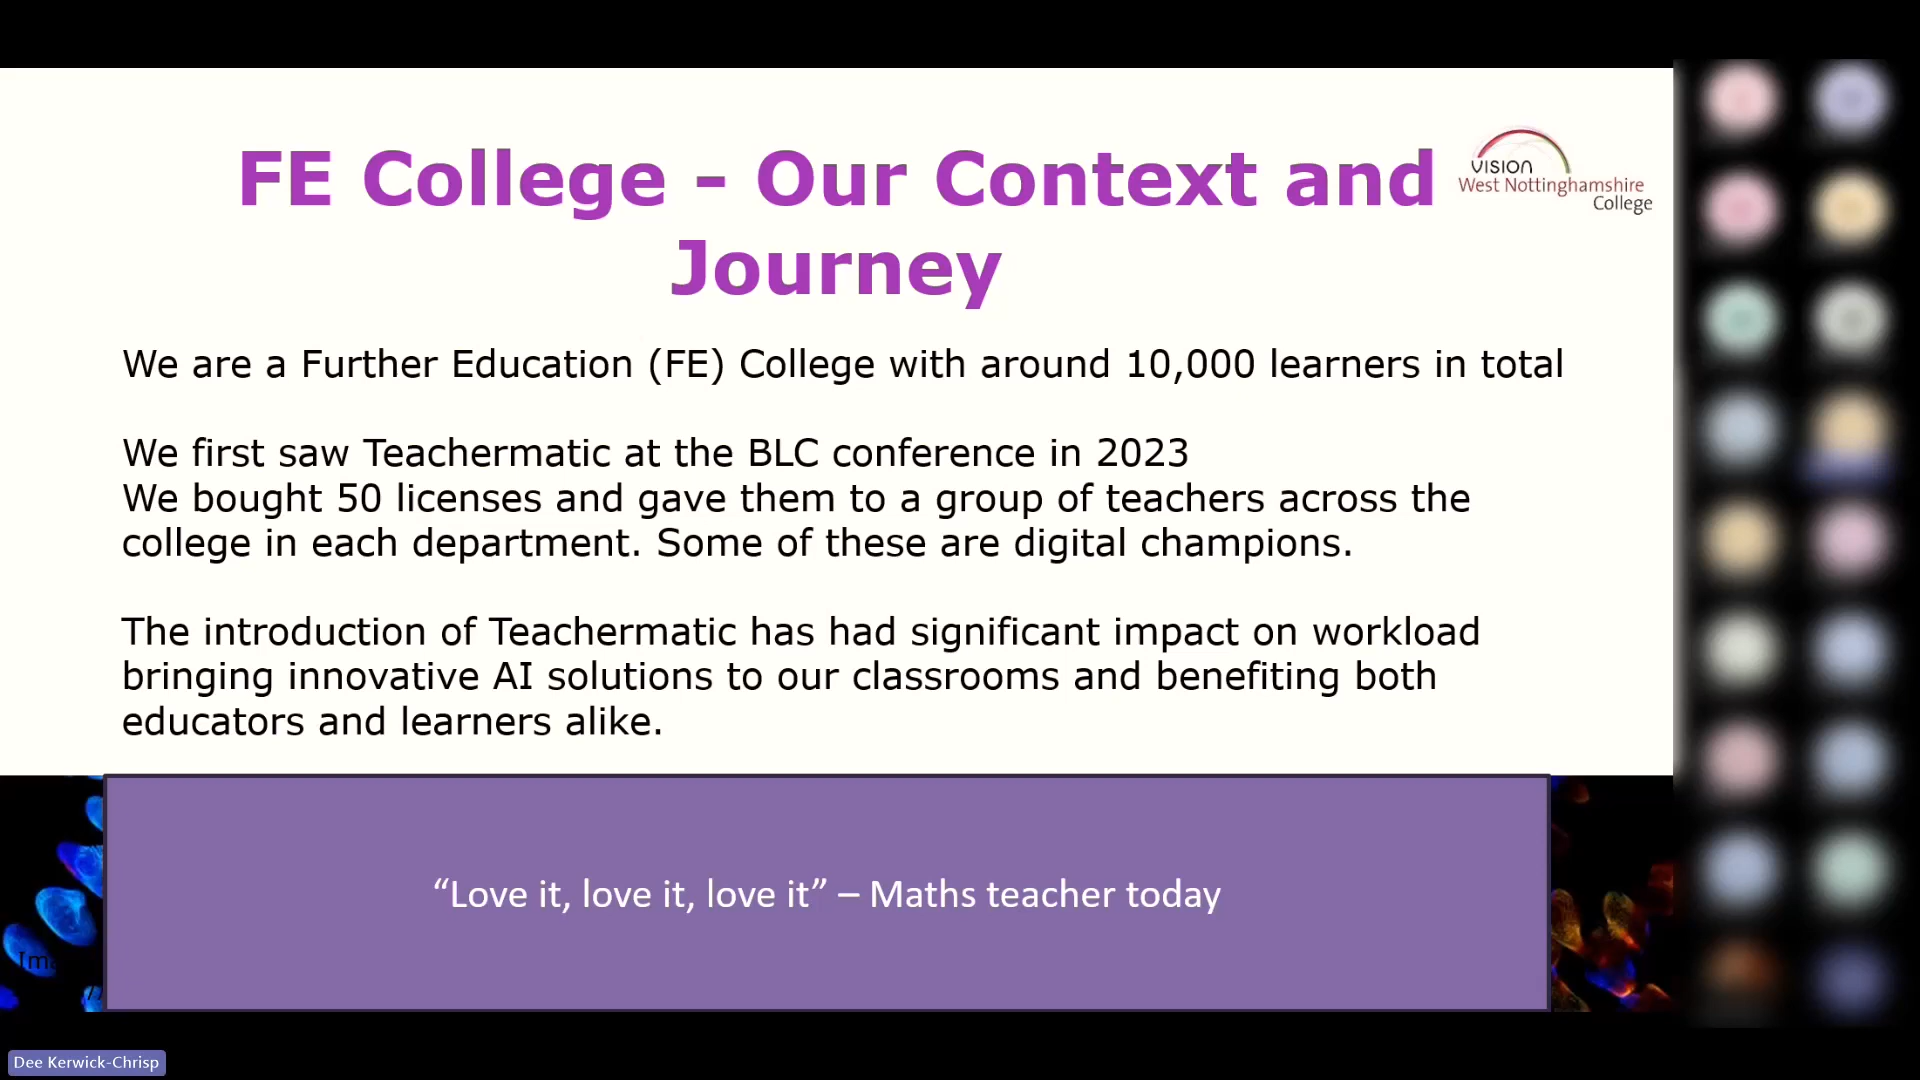 FE College - Our Context and
Journey
VISION
West Nottinghamshire
College
We are a Further Education (FE) College with around 10,000 learners in total
We first saw Teachermatic at the BLC conference in 2023
We bought 50 licenses and gave them to a group of teachers across the
college in each department. Some of these are digital champions.
The introduction of Teachermatic has had significant impact on workload
bringing innovative AI solutions to our classrooms and benefiting both
educators and learners alike.
“Love it, love it, love it” – Maths teacher today
Dee Kerwick-Chrisp